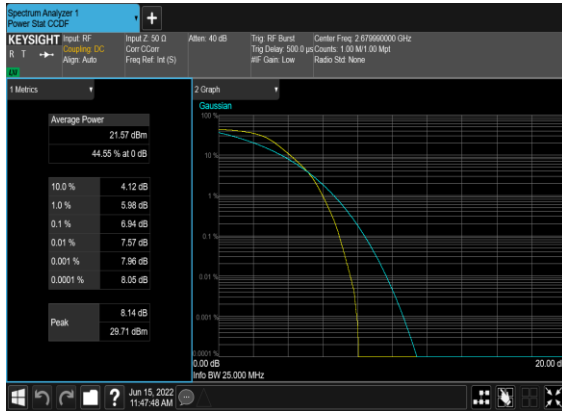 Spectrum Analyzer 1
Power Stat CCDF
KEYSIGHT
R T
LU
Input: RF
Coupling: DC
Align: Auto
Input Z: 50 Ω
Corr CCorr
Freq Ref: Int (S)
Atten: 40 dB
Trig: RF Burst
Trig Delay: 500.0 µs
#IF Gain: Low
Center Freq: 2.679990000 GHz
Counts: 1.00 M/1.00 Mpt
Radio Std: None
1 Metrics
Average Power
21.57 dBm
44.55 % at 0 dB
10.0 % 4.12 dB
1.0 % 5.98 dB
0.1 % 6.94 dB
0.01 % 7.57 dB
0.001 % 7.96 dB
0.0001 % 8.05 dB
Peak
8.14 dB
29.71 dBm
2 Graph
Gaussian
100 %
10 %
1 %
0.1 %
0.01 %
0.001 %
0.0001 %
0.00 dB 20.00 dB
Info BW 25.000 MHz
? Jun 15, 2022
11:47:48 AM